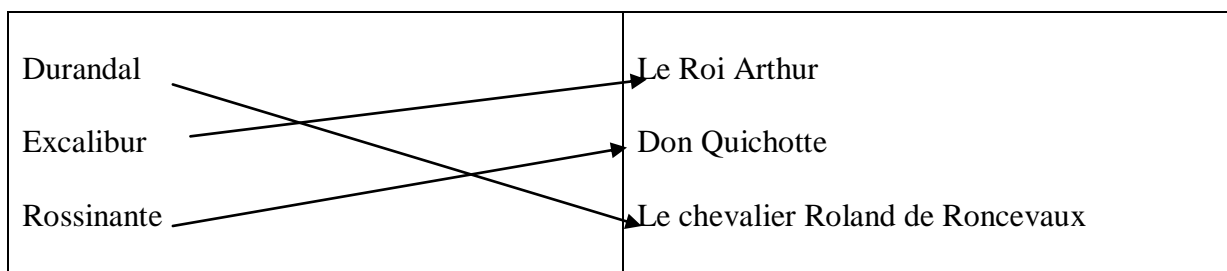 Durandal
Le Roi Arthur
Excalibur
Don Quichotte
Rossinante
Le chevalier Roland de Roncevaux